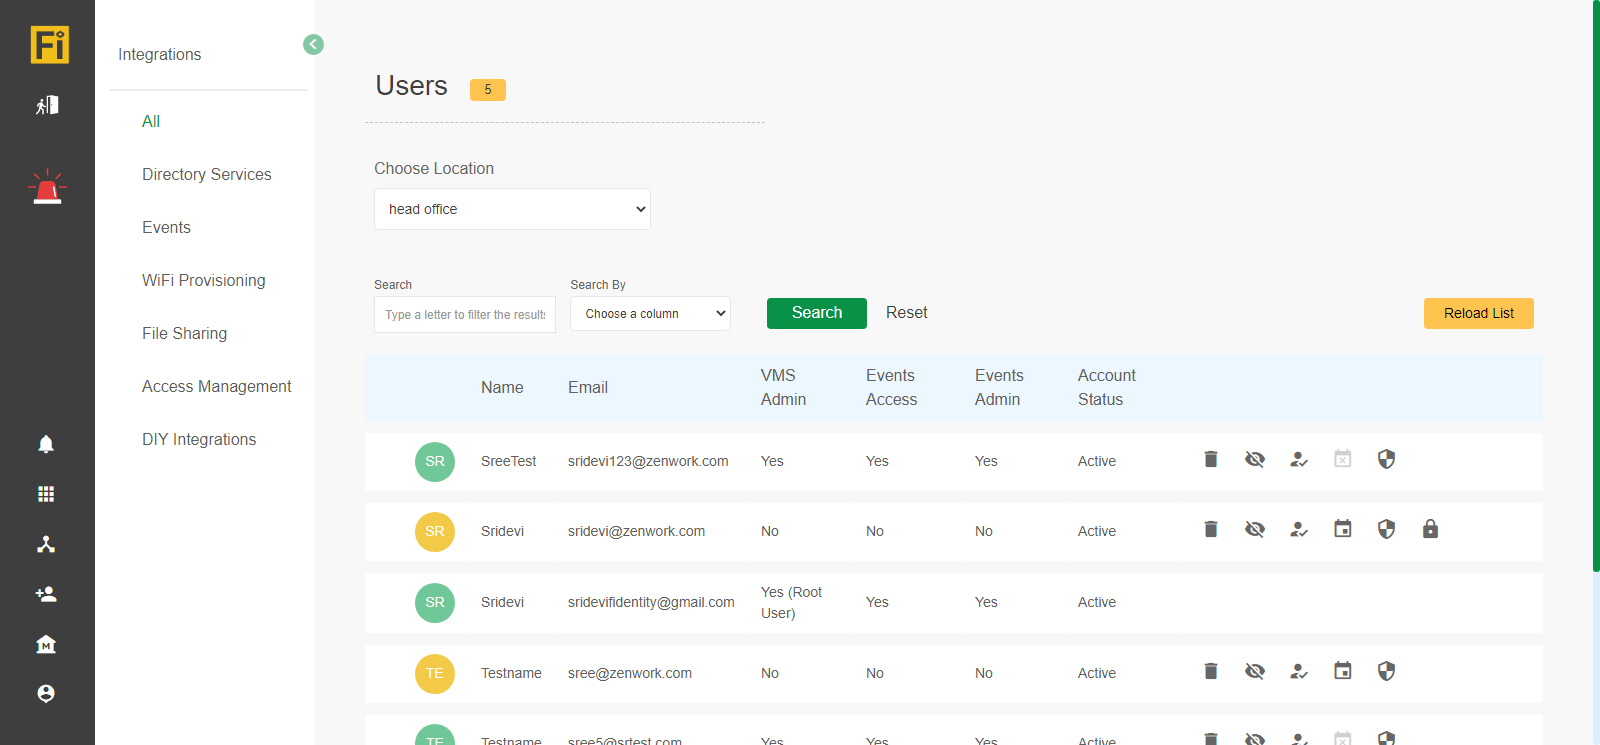 Fi
Integrations
All
Directory Services
Events
WiFi Provisioning
File Sharing
Access Management
DIY Integrations
M
Users 5
Choose Location
head office
Search Search By
Type a letter to filter the results Choose a column Search Reset Reload List
Name Email VMS Admin Events Access Events Admin Account Status
SR SreeTest sridevi123@zenwork.com Yes Yes Yes Active
SR Sridevi sridevi@zenwork.com No No No Active
SR Sridevi sridevifidentity@gmail.com Yes (Root User) Yes Yes Active
TE Testname sree@zenwork.com No No No Active
TE Testname sree5@srtest.com Yes Yes Yes Active